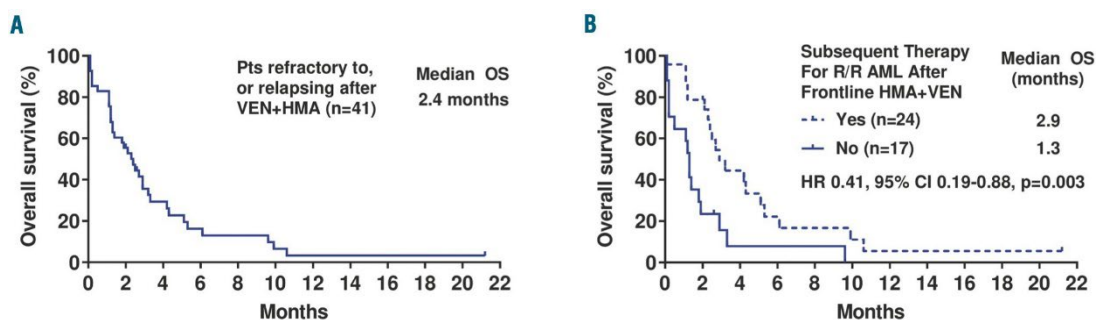 A
Overall survival (%)
100
80
60
40
20
0
0 2 4 6 8 10 12 14 16 18 20 22
Months
Pts refractory to,
or relapsing after
VEN+HMA (n=41)
Median OS
2.4 months
B
Overall survival (%)
100
80
60
40
20
0
0 2 4 6 8 10 12 14 16 18 20 22
Months
Subsequent Therapy
For R/R AML After
Frontline HMA+VEN
Median OS
(months)
Yes (n=24) 2.9
No (n=17) 1.3
HR 0.41, 95% CI 0.19-0.88, p=0.003